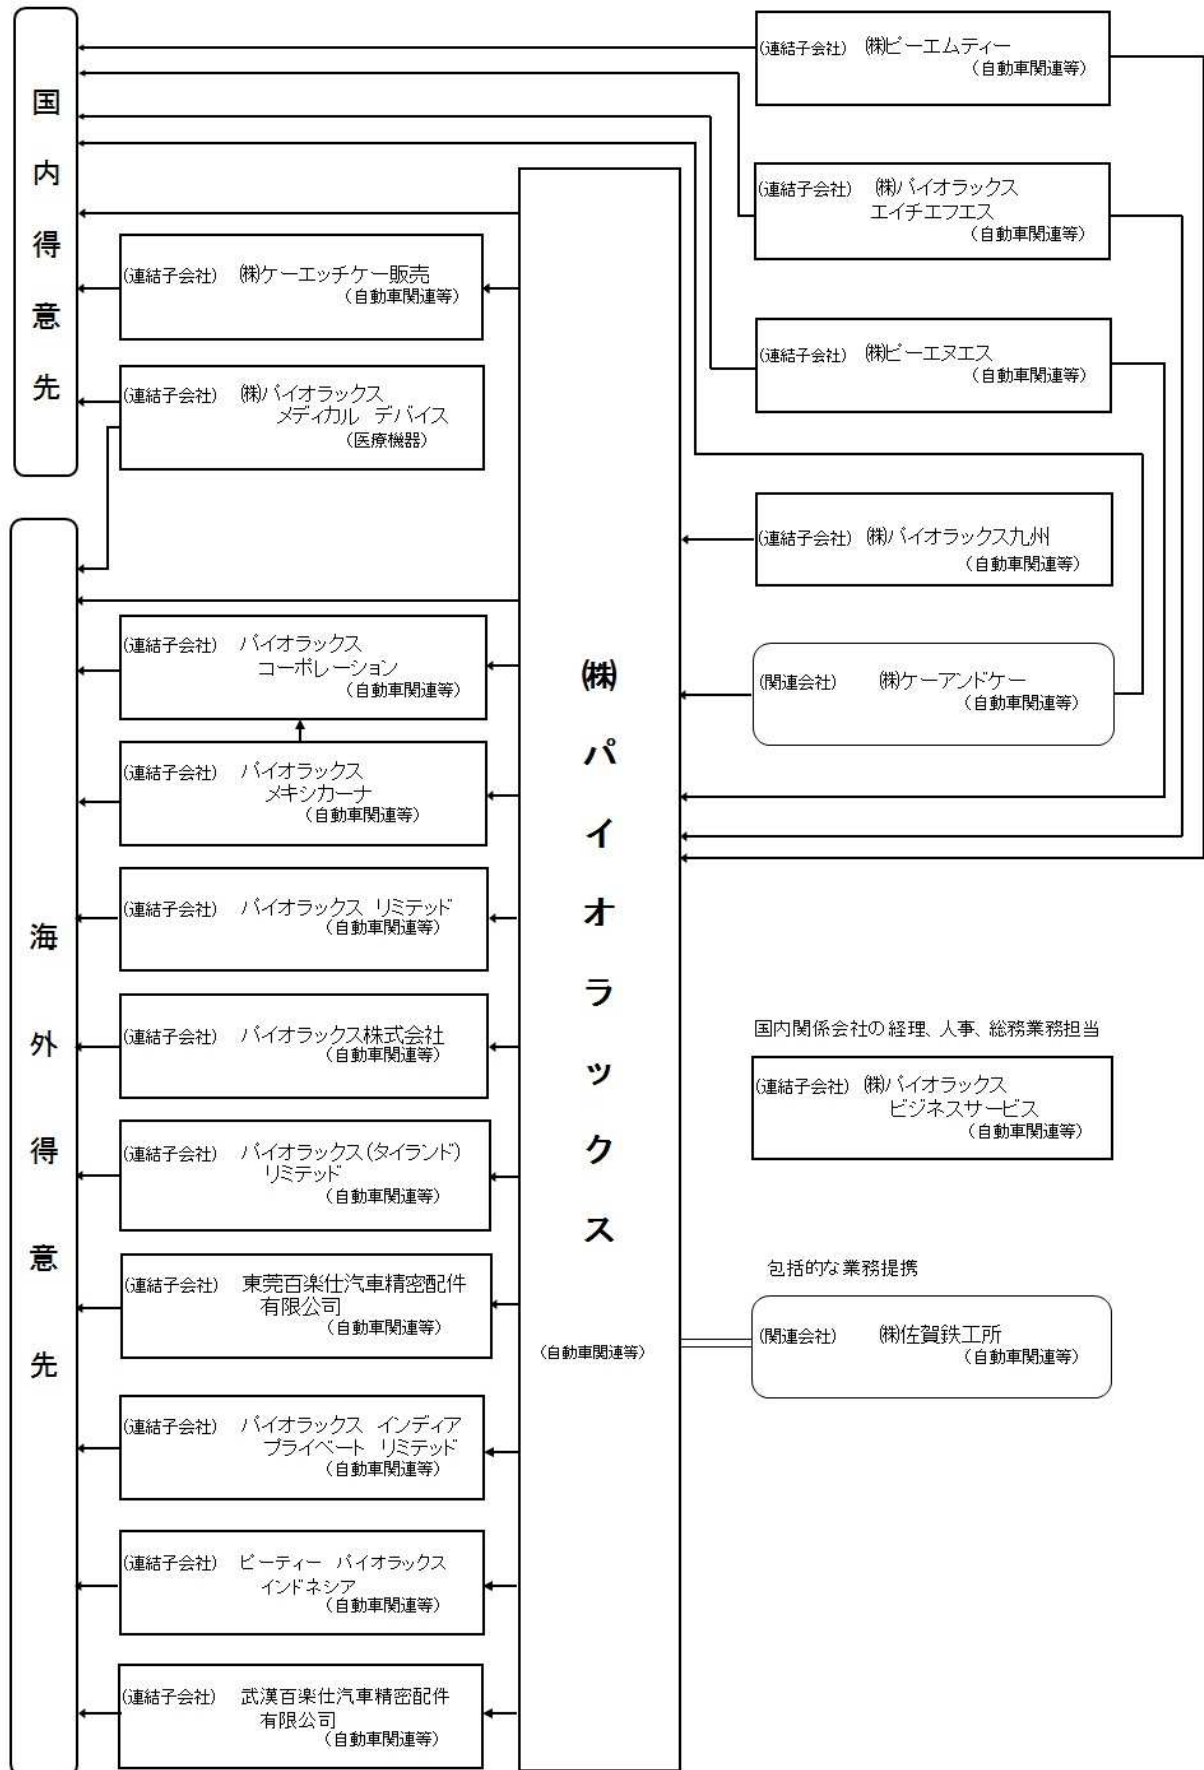 国内得意先
(連結子会社) ㈱ピーエムティー
(自動車関連等)
(連結子会社) ㈱パイオラックス
エイチエフエス
(自動車関連等)
(連結子会社) ㈱ケーエッチケー販売
(自動車関連等)
(連結子会社) ㈱ピーエヌエス
(自動車関連等)
(連結子会社) ㈱パイオラックス
メディカル デバイス
(医療機器)
(連結子会社) ㈱パイオラックス九州
(自動車関連等)
海外得意先
(連結子会社) パイオラックス
コーポレーション
(自動車関連等)
㈱パイオラックス
(自動車関連等)
(関連会社) ㈱ケーアンドケー
(自動車関連等)
(連結子会社) パイオラックス
メキシカーナ
(自動車関連等)
(連結子会社) パイオラックス リミテッド
(自動車関連等)
(連結子会社) パイオラックス株式会社
(自動車関連等)
国内関係会社の経理、人事、総務業務担当
(連結子会社) ㈱パイオラックス
ビジネスサービス
(自動車関連等)
(連結子会社) パイオラックス(タイランド)
リミテッド
(自動車関連等)
(連結子会社) 東莞百楽仕汽車精密配件
有限公司
(自動車関連等)
包括的な業務提携
(関連会社) ㈱佐賀鉄工所
(自動車関連等)
(連結子会社) パイオラックス インディア
プライベート リミテッド
(自動車関連等)
(連結子会社) ピーティー パイオラックス
インドネシア
(自動車関連等)
(連結子会社) 武漢百楽仕汽車精密配件
有限公司
(自動車関連等)